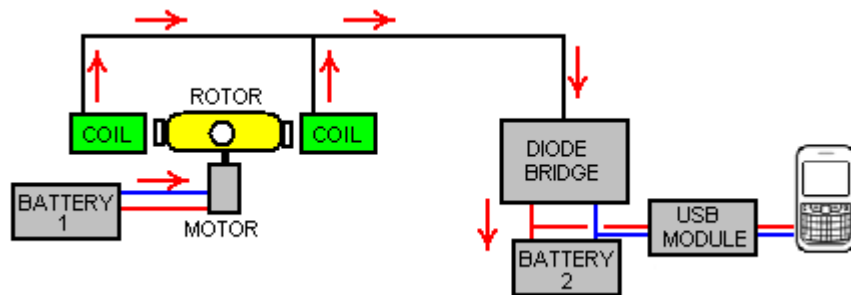 ROTOR
COIL
COIL
BATTERY
1
MOTOR
DIODE
BRIDGE
BATTERY
2
USB
MODULE